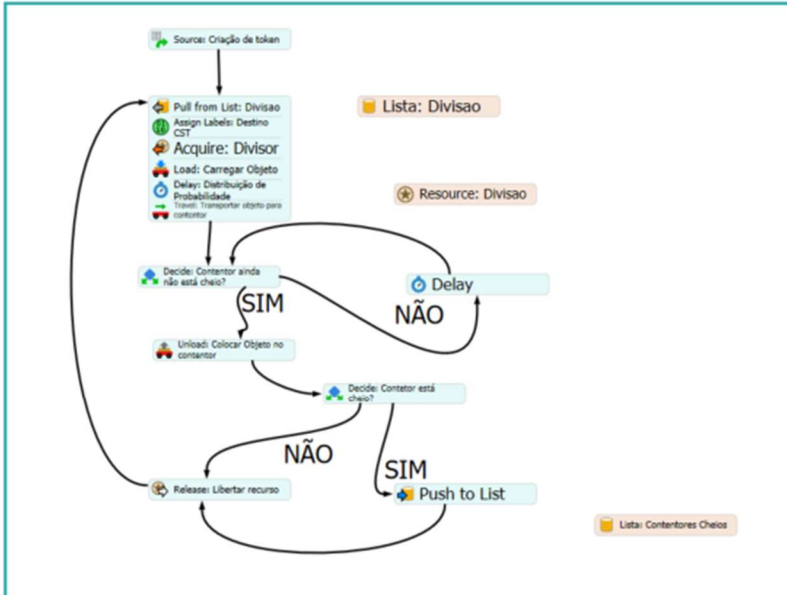 Source: Criação de token
Pull from List: Divisao
Lista: Divisao
Assign Labels: Destino
CST
Acquire: Divisor
Load: Carregar Objeto
Delay: Distribuição de
Probabilidade
Resource: Divisao
Travel: Transportar objeto para
contentor
Decide: Contentor ainda
não está cheio?
Delay
SIM
NÃO
Unload: Colocar Objeto no
contentor
Decide: Contetor está
cheio?
NÃO
SIM
Release: Libertar recurso
Push to List
Lista: Contentores Cheios